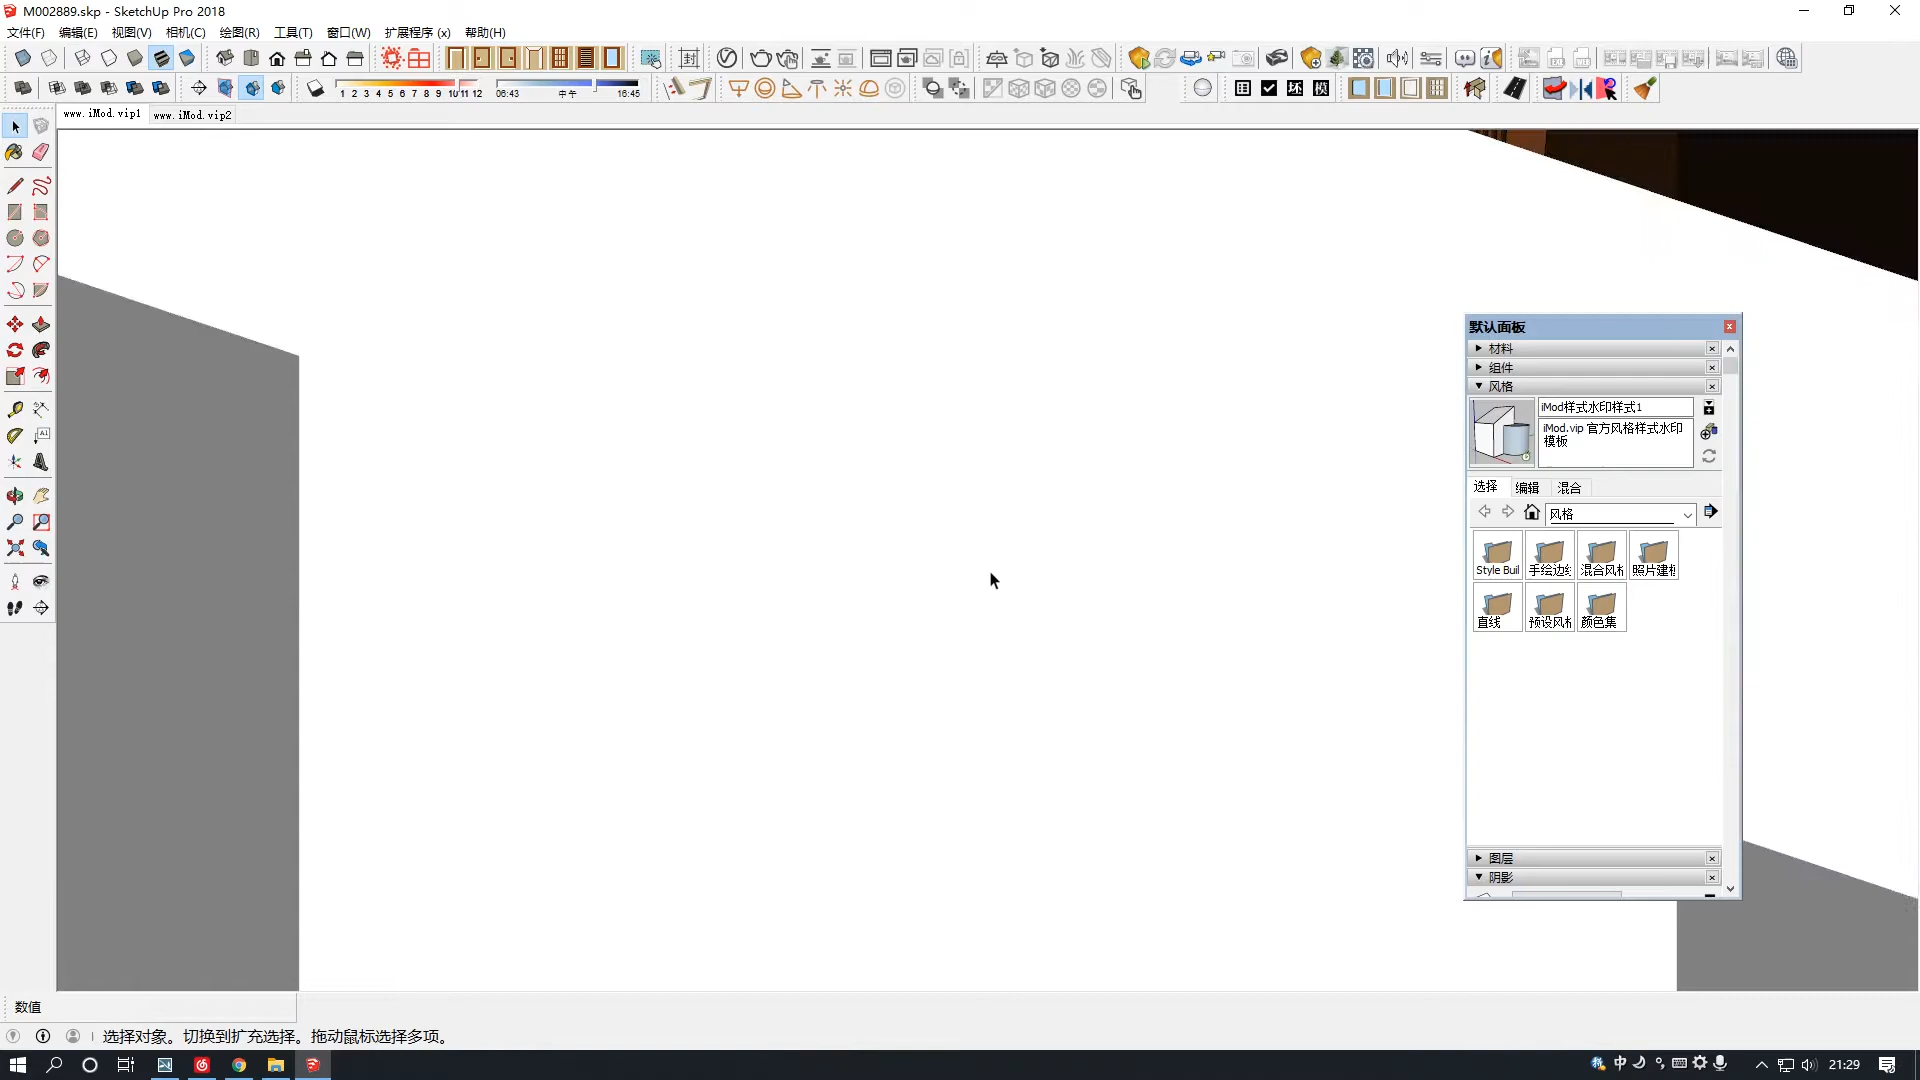 M002889.skp - SketchUp Pro 2018
文件(F) 编辑(E) 视图(V) 相机(C) 绘图(R) 工具(T) 窗口(W) 扩展程序 (x) 帮助(H)
封
1 2 3 4 5 6 7 8 9 10 11 12
06:43 中午 16:45
坯 模
www.iMod.vip1 www.iMod.vip2
默认面板
材料
组件
风格
iMod样式水印样式1
iMod.vip 官方风格样式水印
模板
选择 编辑 混合
风格
Style Buil 手绘边 混合风 照片建
直线 预设风 颜色集
图层
阴影
数值
选择对象。切换到扩充选择。拖动鼠标选择多项。
中
21:29